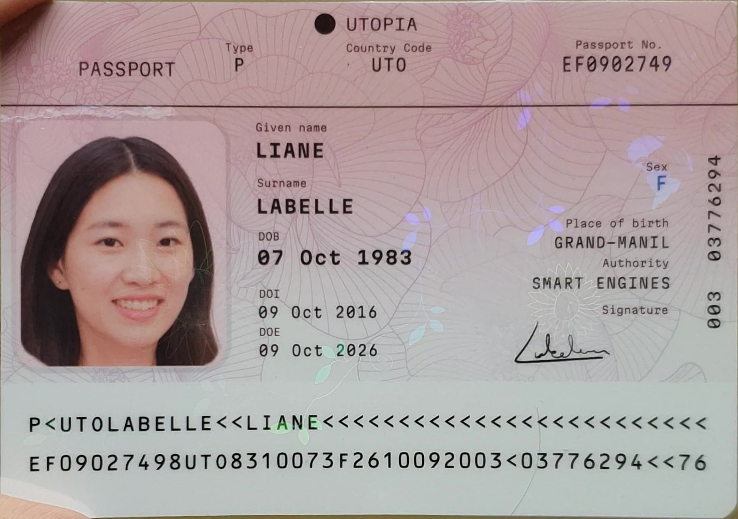 UTOPIA
PASSPORT
Type
P
Country Code
UTO
Passport No.
EF0902749
Given name
LIANE
Surname
LABELLE
DOB
07 Oct 1983
DOI
09 Oct 2016
DOE
09 Oct 2026
Sex
F
Place of birth
GRAND-MANIL
Authority
SMART ENGINES
Signature
003 03776294
P<UTOLABELLE<<LIANE<<<<<<<<<<<<<<<<<<<<<<<<<
EF09027498UTO8310073F2610092003<03776294<<76